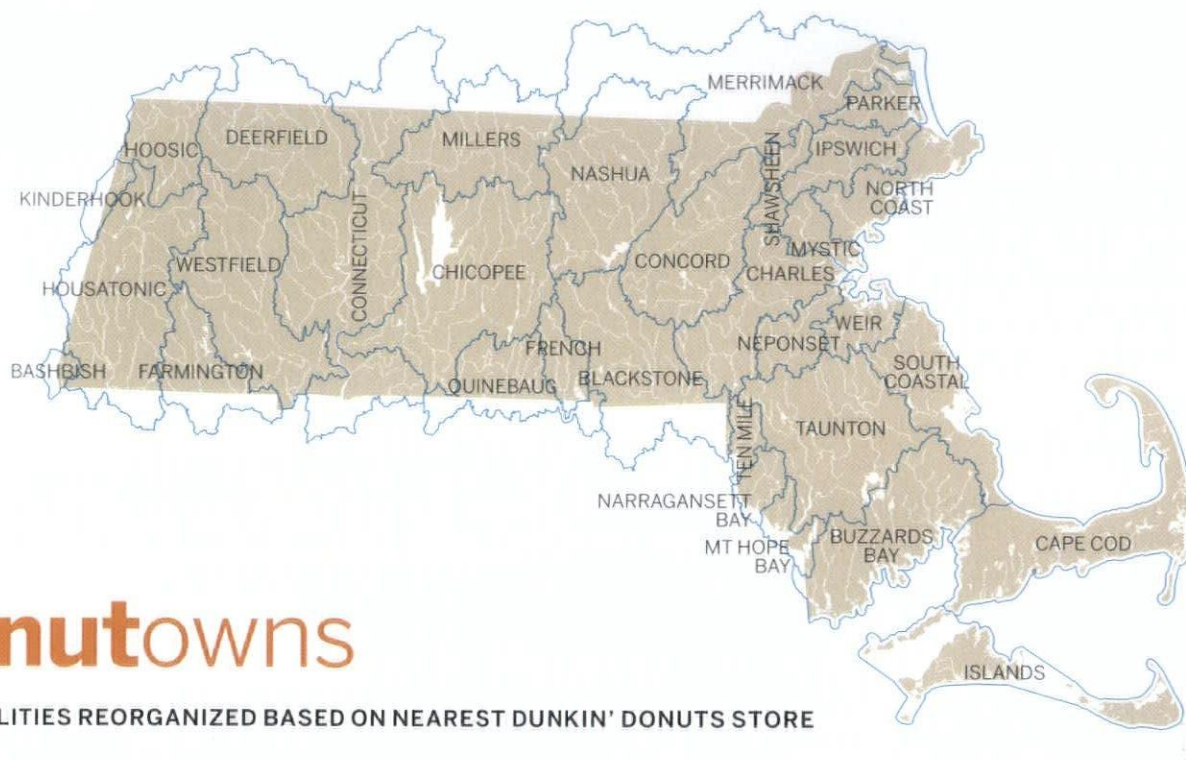 MERRIMACK
PARKER
HOOSIC
DEERFIELD
MILLERS
SHAWSHEEN
IPSWICH
NASHUA
KINDERHOOK
NORTH
COAST
CONNECTICUT
MYSTIC
WESTFIELD
CHICOPEE
CONCORD
CHARLES
HOUSATONIC
WEIR
NEPONSET
FRENCH
BASHBISH
FARMINGTON
QUINEBAUG
BLACKSTONE
SOUTH
COASTAL
TEN MILE
TAUNTON
NARRAGANSETT
BAY
MT HOPE
BAY
BUZZARDS
BAY
CAPE COD
ISLANDS
nutowns
LITIES REORGANIZED BASED ON NEAREST DUNKIN' DONUTS STORE